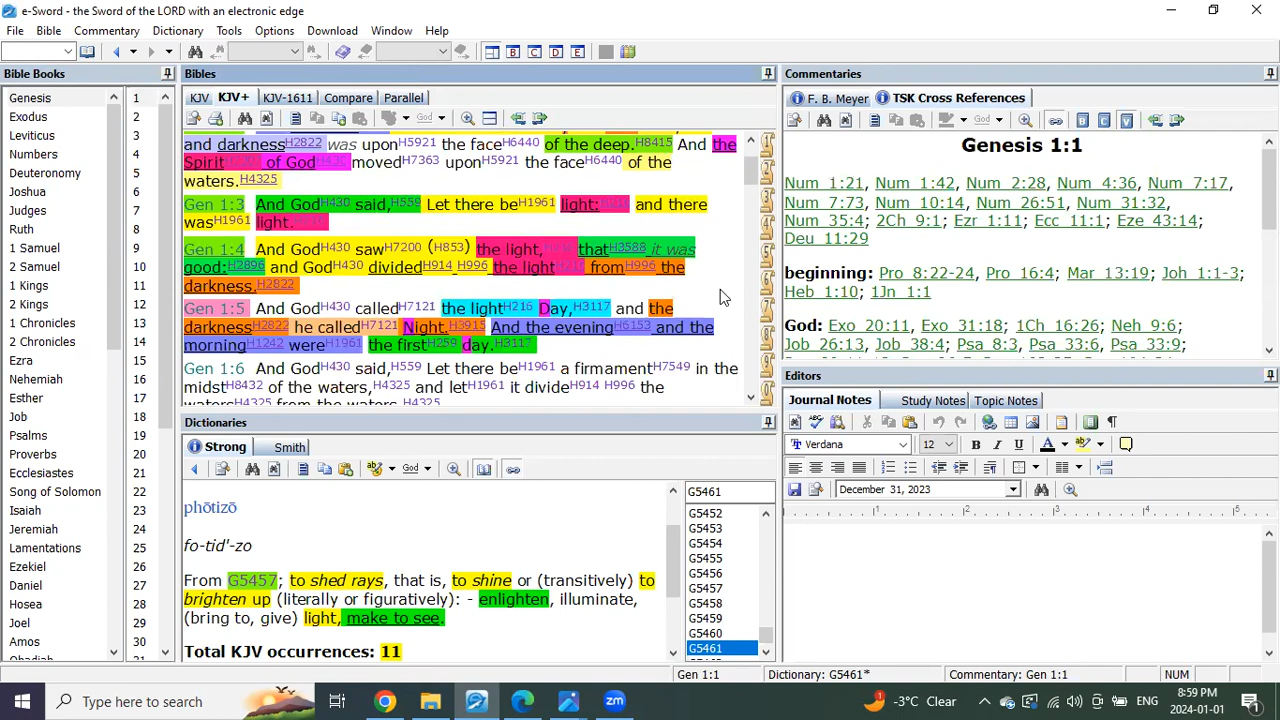 e-Sword - the Sword of the LORD with an electronic edge
File Bible Commentary Dictionary Tools Options Download Window Help
B C D E
Bible Books
Genesis
Exodus
Leviticus
Numbers
Deuteronomy
Joshua
Judges
Ruth
1 Samuel
2 Samuel
1 Kings
2 Kings
1 Chronicles
2 Chronicles
Ezra
Nehemiah
Esther
Job
Psalms
Proverbs
Ecclesiastes
Song of Solomon
Isaiah
Jeremiah
Lamentations
Ezekiel
Daniel
Hosea
Joel
Amos
1
2
3
4
5
6
7
8
9
10
11
12
13
14
15
16
17
18
19
20
21
22
23
24
25
26
27
28
29
30
Bibles
KJV KJV+ KJV-1611 Compare Parallel
God
and darkness H2822 was upon H5921 the face H6440 of the deep. H8415 And the
Spirit H7307 of God H430 moved H7363 upon H5921 the face H6440 of the
waters. H4325
Gen 1:3 And God H430 said, H559 Let there be H1961 light: H216 and there
was H1961 light. H216
Gen 1:4 And God H430 saw H7200 (H853) the light, H216 that H3588 it was
good: H2896 and God H430 divided H914 H996 the light H216 from H996 the
darkness. H2822
Gen 1:5 And God H430 called H7121 the light H216 Day, H3117 and the
darkness H2822 he called H7121 Night. H3915 And the evening H6153 and the
morning H1242 were H1961 the first H259 day. H3117
Gen 1:6 And God H430 said, H559 Let there be H1961 a firmament H7549 in the
midst H8432 of the waters, H4325 and let H1961 it divide H914 H996 the
waters H4325 from the waters. H4325
Dictionaries
Strong Smith
God
phōtizō
fo-tid'-zo
From G5457; to shed rays, that is, to shine or (transitively) to
brighten up (literally or figuratively): - enlighten, illuminate,
(bring to, give) light, make to see.
Total KJV occurrences: 11
G5461
G5452
G5453
G5454
G5455
G5456
G5457
G5458
G5459
G5460
G5461
Commentaries
F. B. Meyer TSK Cross References
God B C V
Genesis 1:1
Num 1:21, Num 1:42, Num 2:28, Num 4:36, Num 7:17,
Num 7:73, Num 10:14, Num 26:51, Num 31:32,
Num 35:4; 2Ch 9:1; Ezr 1:11; Ecc 11:1; Eze 43:14;
Deu 11:29
beginning: Pro 8:22-24, Pro 16:4; Mar 13:19; Joh 1:1-3;
Heb 1:10; 1Jn 1:1
God: Exo 20:11, Exo 31:18; 1Ch 16:26; Neh 9:6;
Job 26:13, Job 38:4; Psa 8:3, Psa 33:6, Psa 33:9,
Editors
Journal Notes Study Notes Topic Notes
Verdana 12 B I U A
December 31, 2023
1 2 3 4 5
Gen 1:1 Dictionary: G5461* Commentary: Gen 1:1 NUM
Type here to search
zm
-3°C Clear ENG
8:59 PM
2024-01-01
1